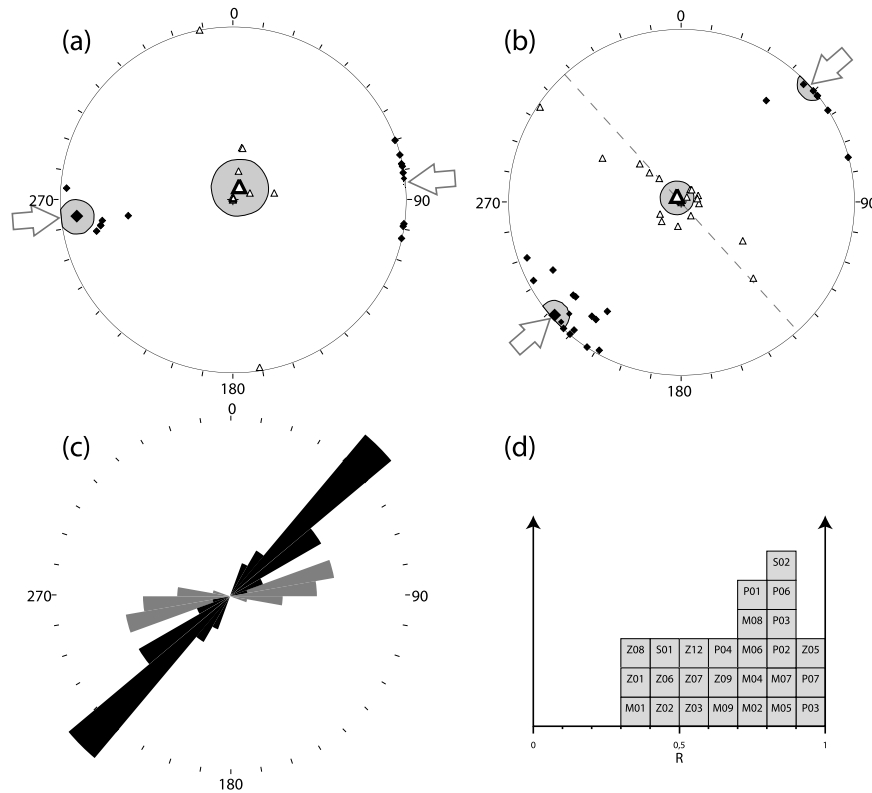 (a)
0
270
90
180
(b)
0
270
90
180
(c)
0
270
90
180
(d)
S02
P01 P06
M08 P03
Z08 S01 Z12 P04 M06 P02 Z05
Z01 Z06 Z07 Z09 M04 M07 P07
M01 Z02 Z03 M09 M02 M05 P03
0 0,5 1
R